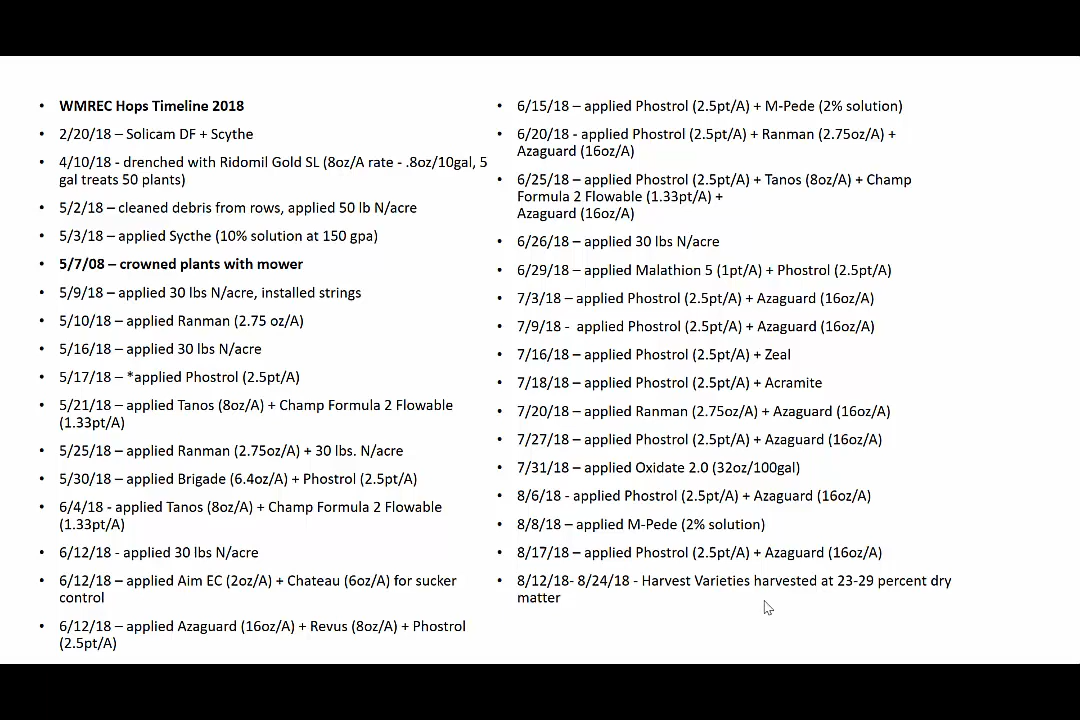 • WMREC Hops Timeline 2018
• 2/20/18 – Solicam DF + Scythe
• 4/10/18 - drenched with Ridomil Gold SL (8oz/A rate - .8oz/10gal, 5
gal treats 50 plants)
• 5/2/18 – cleaned debris from rows, applied 50 lb N/acre
• 5/3/18 – applied Sycthe (10% solution at 150 gpa)
• 5/7/08 – crowned plants with mower
• 5/9/18 – applied 30 lbs N/acre, installed strings
• 5/10/18 – applied Ranman (2.75 oz/A)
• 5/16/18 – applied 30 lbs N/acre
• 5/17/18 – *applied Phostrol (2.5pt/A)
• 5/21/18 – applied Tanos (8oz/A) + Champ Formula 2 Flowable
(1.33pt/A)
• 5/25/18 – applied Ranman (2.75oz/A) + 30 lbs. N/acre
• 5/30/18 – applied Brigade (6.4oz/A) + Phostrol (2.5pt/A)
• 6/4/18 - applied Tanos (8oz/A) + Champ Formula 2 Flowable
(1.33pt/A)
• 6/12/18 - applied 30 lbs N/acre
• 6/12/18 – applied Aim EC (2oz/A) + Chateau (6oz/A) for sucker
control
• 6/12/18 – applied Azaguard (16oz/A) + Revus (8oz/A) + Phostrol
(2.5pt/A)
• 6/15/18 – applied Phostrol (2.5pt/A) + M-Pede (2% solution)
• 6/20/18 - applied Phostrol (2.5pt/A) + Ranman (2.75oz/A) +
Azaguard (16oz/A)
• 6/25/18 – applied Phostrol (2.5pt/A) + Tanos (8oz/A) + Champ
Formula 2 Flowable (1.33pt/A) +
Azaguard (16oz/A)
• 6/26/18 – applied 30 lbs N/acre
• 6/29/18 – applied Malathion 5 (1pt/A) + Phostrol (2.5pt/A)
• 7/3/18 – applied Phostrol (2.5pt/A) + Azaguard (16oz/A)
• 7/9/18 - applied Phostrol (2.5pt/A) + Azaguard (16oz/A)
• 7/16/18 – applied Phostrol (2.5pt/A) + Zeal
• 7/18/18 – applied Phostrol (2.5pt/A) + Acramite
• 7/20/18 – applied Ranman (2.75oz/A) + Azaguard (16oz/A)
• 7/27/18 – applied Phostrol (2.5pt/A) + Azaguard (16oz/A)
• 7/31/18 – applied Oxidate 2.0 (32oz/100gal)
• 8/6/18 - applied Phostrol (2.5pt/A) + Azaguard (16oz/A)
• 8/8/18 – applied M-Pede (2% solution)
• 8/17/18 – applied Phostrol (2.5pt/A) + Azaguard (16oz/A)
• 8/12/18- 8/24/18 - Harvest Varieties harvested at 23-29 percent dry
matter